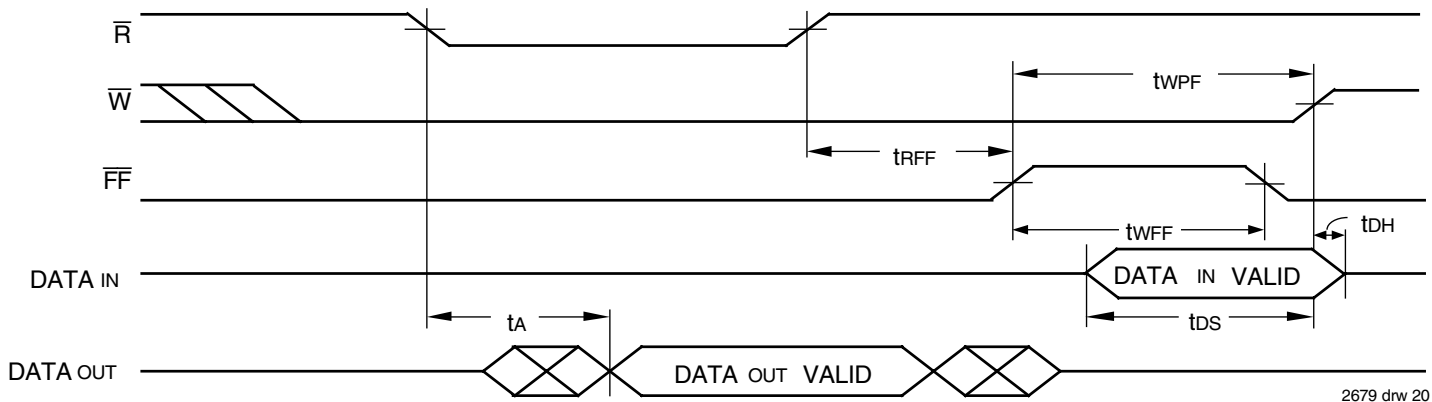 R̅
tWPF
W̅
tRFF
F̅F̅
tDH
tWFF
DATA IN
DATA IN VALID
tA
tDS
DATA OUT
DATA OUT VALID
2679 drw 20